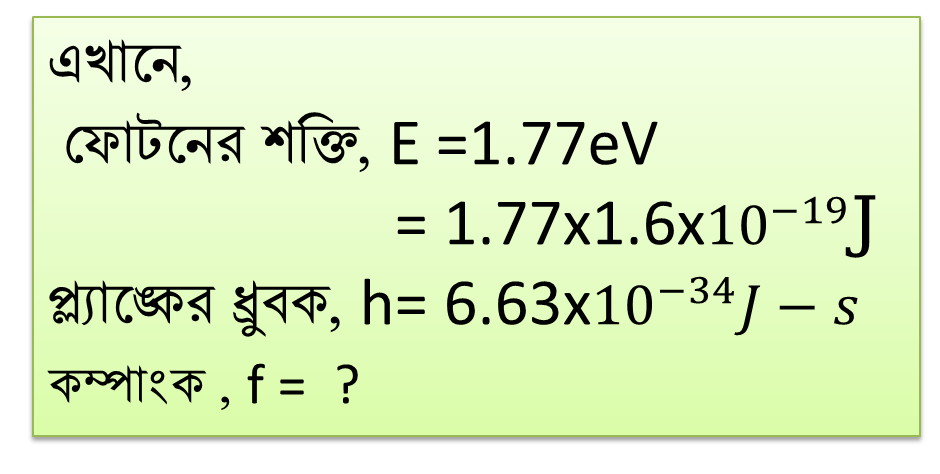 এখানে,
ফোটনের শক্তি, E =1.77eV
= 1.77x1.6x10⁻¹⁹J
প্ল্যাঙ্কের ধ্রুবক, h= 6.63x10⁻³⁴J − s
কম্পাংক , f = ?